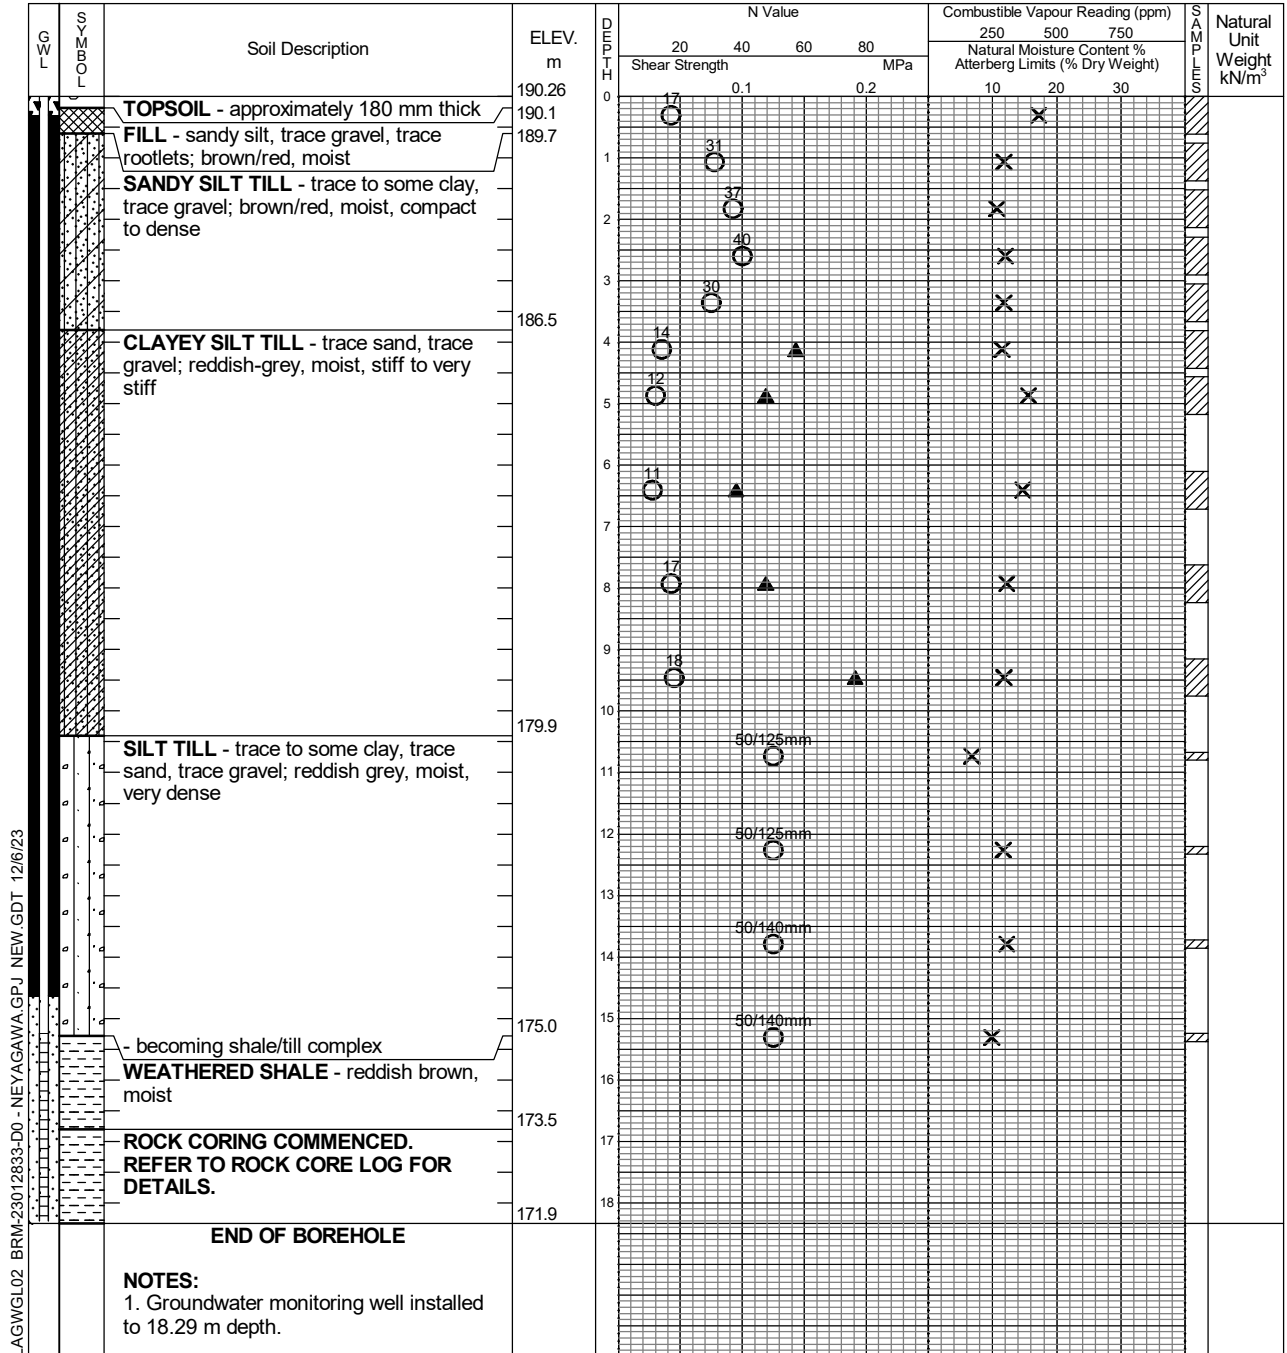 GWL
SYMBOL
Soil Description
ELEV.
m
190.26
DEPTH
N Value
20 40 60 80
Shear Strength MPa
0.1 0.2
Combustible Vapour Reading (ppm)
250 500 750
Natural Moisture Content %
Atterberg Limits (% Dry Weight)
10 20 30
SAMPLES
Natural
Unit
Weight
kN/m³
TOPSOIL - approximately 180 mm thick
190.1
FILL - sandy silt, trace gravel, trace
rootlets; brown/red, moist
189.7
SANDY SILT TILL - trace to some clay,
trace gravel; brown/red, moist, compact
to dense
186.5
CLAYEY SILT TILL - trace sand, trace
gravel; reddish-grey, moist, stiff to very
stiff
179.9
SILT TILL - trace to some clay, trace
sand, trace gravel; reddish grey, moist,
very dense
175.0
- becoming shale/till complex
WEATHERED SHALE - reddish brown,
moist
173.5
ROCK CORING COMMENCED.
REFER TO ROCK CORE LOG FOR
DETAILS.
171.9
END OF BOREHOLE
NOTES:
1. Groundwater monitoring well installed
to 18.29 m depth.
0
17
31
1
37
2
40
3
30
14
4
12
5
6
11
7
17
8
9
18
10
50/125mm
11
12
50/125mm
13
50/140mm
14
15
50/140mm
16
17
18
AGWGL02 BRM-23012833-D0 - NEYAGAWA.GPJ NEW.GDT 12/6/23